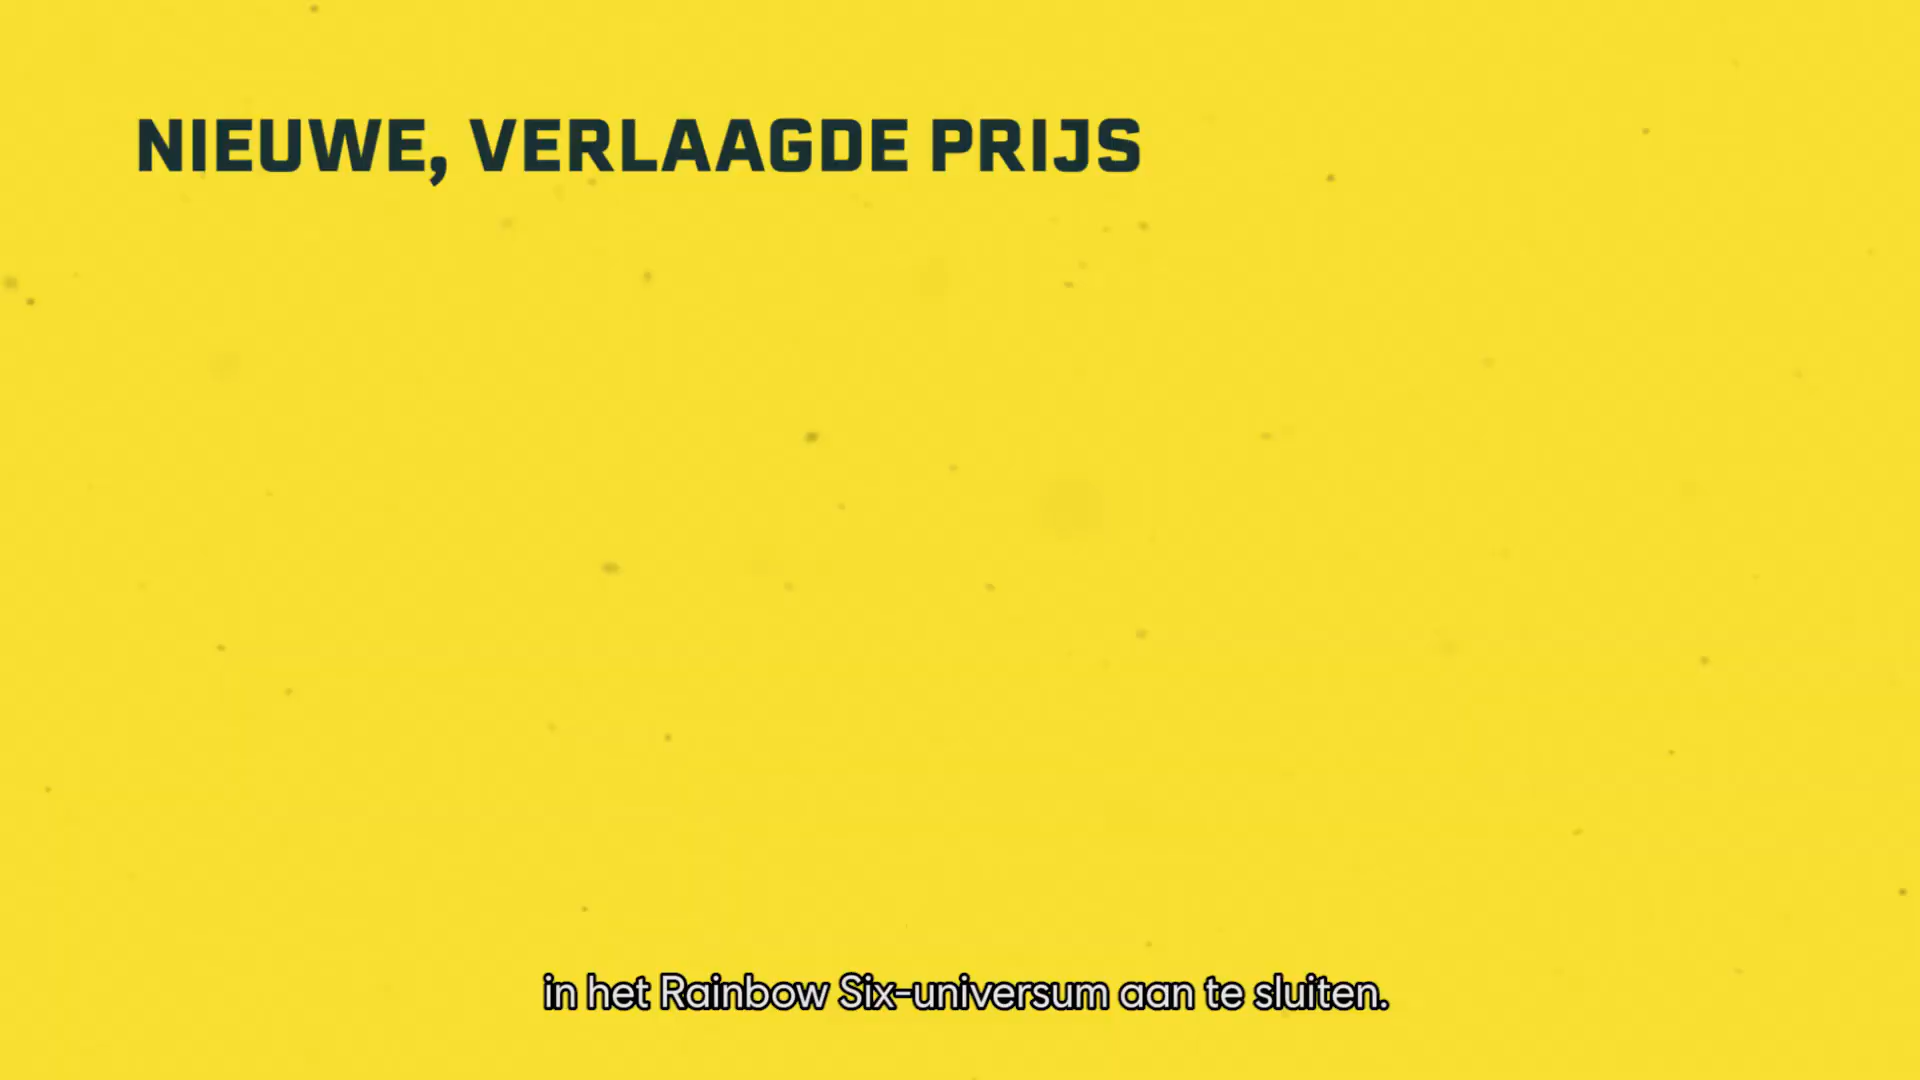 NIEUWE, VERLAAGDE PRIJS
in het Rainbow Six-universum aan te sluiten.